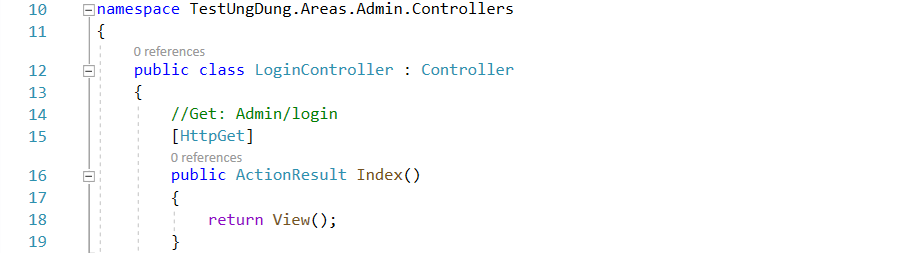 10 namespace TestUngDung.Areas.Admin.Controllers
11 {
0 references
12 public class LoginController : Controller
13 {
14 //Get: Admin/login
15 [HttpGet]
0 references
16 public ActionResult Index()
17 {
18 return View();
19 }